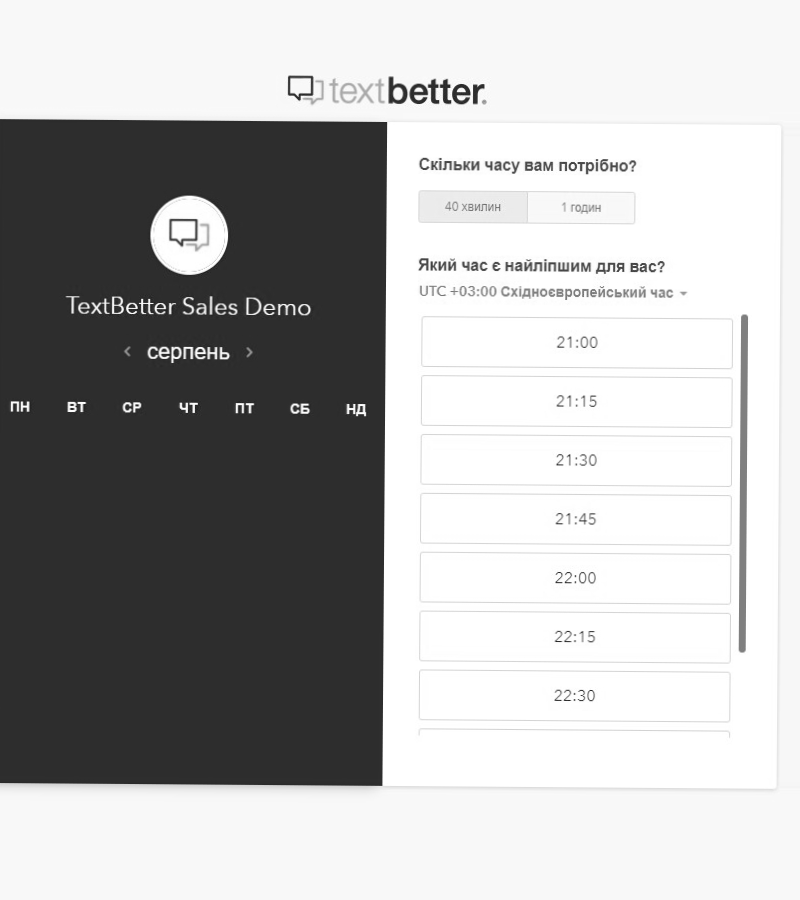 textbetter.
TextBetter Sales Demo
серпень
ПН ВТ СР ЧТ ПТ СБ НД
Скільки часу вам потрібно?
40 хвилин 1 годин
Який час є найліпшим для вас?
UTC +03:00 Східноєвропейський час
21:00
21:15
21:30
21:45
22:00
22:15
22:30